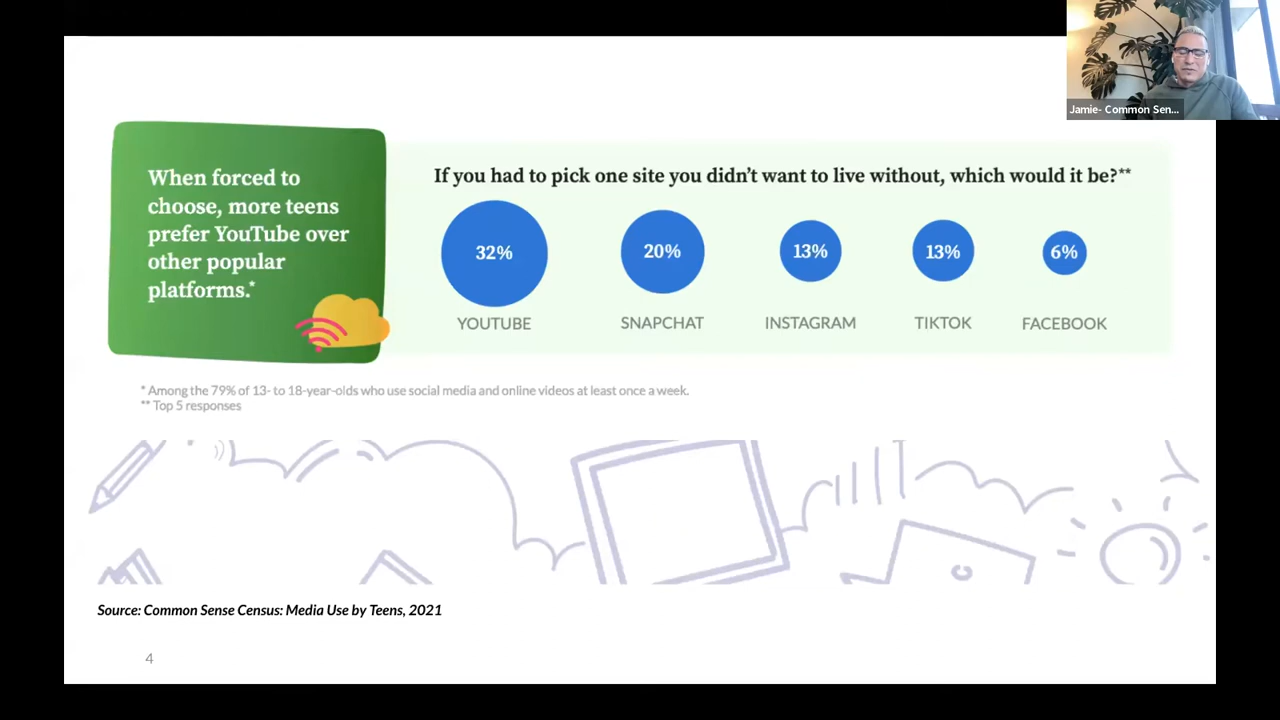 Jamie- Common Sen...
When forced to
choose, more teens
prefer YouTube over
other popular
platforms.*
If you had to pick one site you didn't want to live without, which would it be?**
32% 20% 13% 13% 6%
YOUTUBE SNAPCHAT INSTAGRAM TIKTOK FACEBOOK
* Among the 79% of 13- to 18-year-olds who use social media and online videos at least once a week.
** Top 5 responses
Source: Common Sense Census: Media Use by Teens, 2021
4